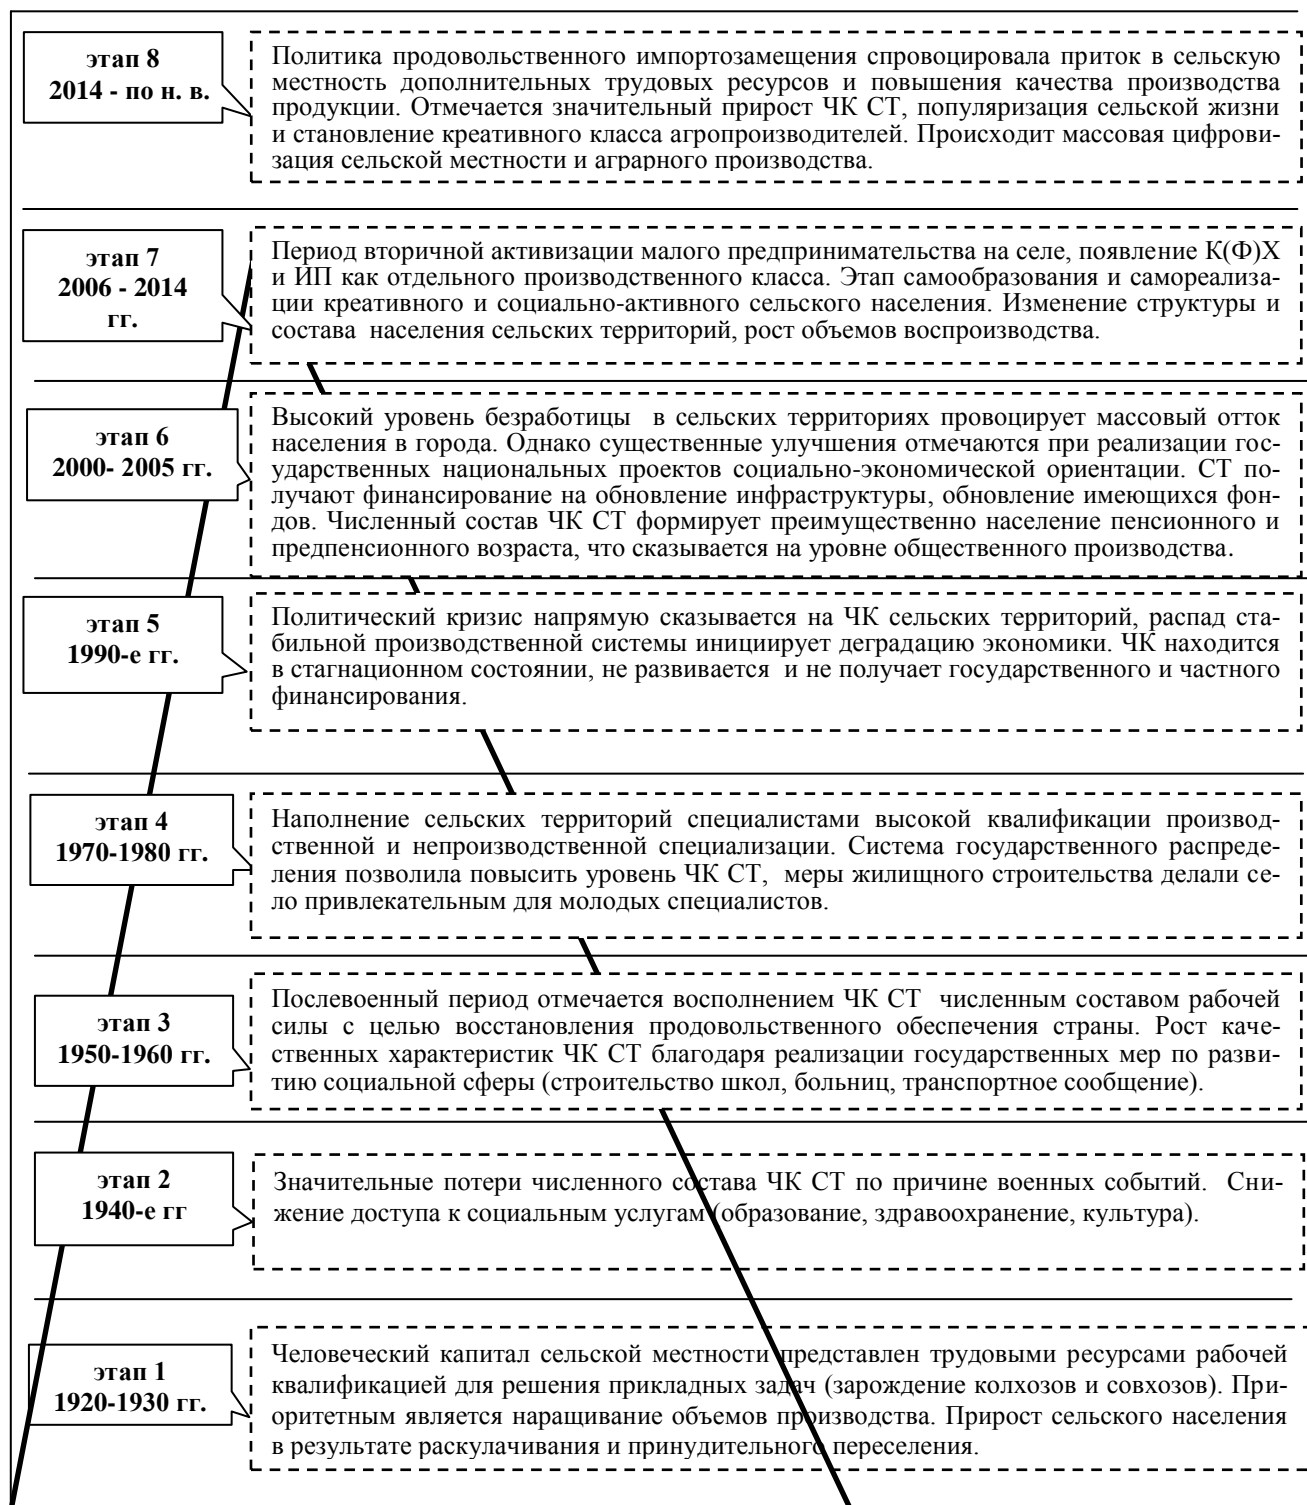 этап 8
2014 - по н. в.
Политика продовольственного импортозамещения спровоцировала приток в сельскую
местность дополнительных трудовых ресурсов и повышения качества производства
продукции. Отмечается значительный прирост ЧК СТ, популяризация сельской жизни
и становление креативного класса агропроизводителей. Происходит массовая цифрови-
зация сельской местности и аграрного производства.
этап 7
2006 - 2014
гг.
Период вторичной активизации малого предпринимательства на селе, появление К(Ф)Х
и ИП как отдельного производственного класса. Этап самообразования и самореализа-
ции креативного и социально-активного сельского населения. Изменение структуры и
состава населения сельских территорий, рост объемов воспроизводства.
этап 6
2000- 2005 гг.
Высокий уровень безработицы в сельских территориях провоцирует массовый отток
населения в города. Однако существенные улучшения отмечаются при реализации гос-
ударственных национальных проектов социально-экономической ориентации. СТ по-
лучают финансирование на обновление инфраструктуры, обновление имеющихся фон-
дов. Численный состав ЧК СТ формирует преимущественно население пенсионного и
предпенсионного возраста, что сказывается на уровне общественного производства.
этап 5
1990-е гг.
Политический кризис напрямую сказывается на ЧК сельских территорий, распад ста-
бильной производственной системы инициирует деградацию экономики. ЧК находится
в стагнационном состоянии, не развивается и не получает государственного и частного
финансирования.
этап 4
1970-1980 гг.
Наполнение сельских территорий специалистами высокой квалификации производ-
ственной и непроизводственной специализации. Система государственного распреде-
ления позволила повысить уровень ЧК СТ, меры жилищного строительства делали се-
ло привлекательным для молодых специалистов.
этап 3
1950-1960 гг.
Послевоенный период отмечается восполнением ЧК СТ численным составом рабочей
силы с целью восстановления продовольственного обеспечения страны. Рост каче-
ственных характеристик ЧК СТ благодаря реализации государственных мер по разви-
тию социальной сферы (строительство школ, больниц, транспортное сообщение).
этап 2
1940-е гг
Значительные потери численного состава ЧК СТ по причине военных событий. Сни-
жение доступа к социальным услугам (образование, здравоохранение, культура).
этап 1
1920-1930 гг.
Человеческий капитал сельской местности представлен трудовыми ресурсами рабочей
квалификацией для решения прикладных задач (зарождение колхозов и совхозов). При-
оритетным является наращивание объемов производства. Прирост сельского населения
в результате раскулачивания и принудительного переселения.